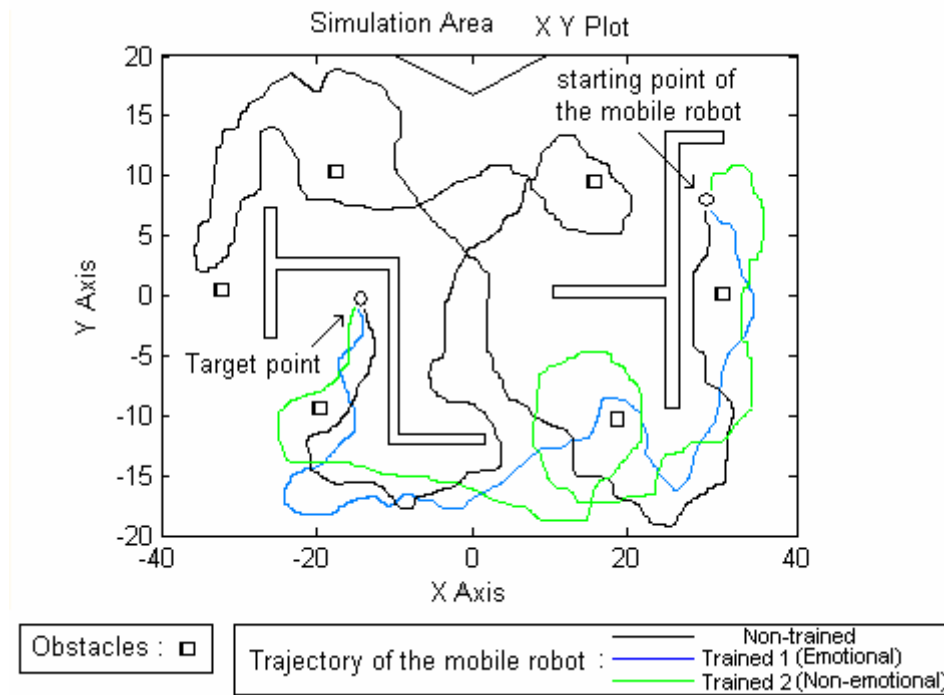 Simulation Area X Y Plot
starting point of
the mobile robot
Target point
Y Axis
20
15
10
5
0
-5
-10
-15
-20
-40
-20
0
20
40
X Axis
Obstacles :
Trajectory of the mobile robot :
Non-trained
Trained 1 (Emotional)
Trained 2 (Non-emotional)